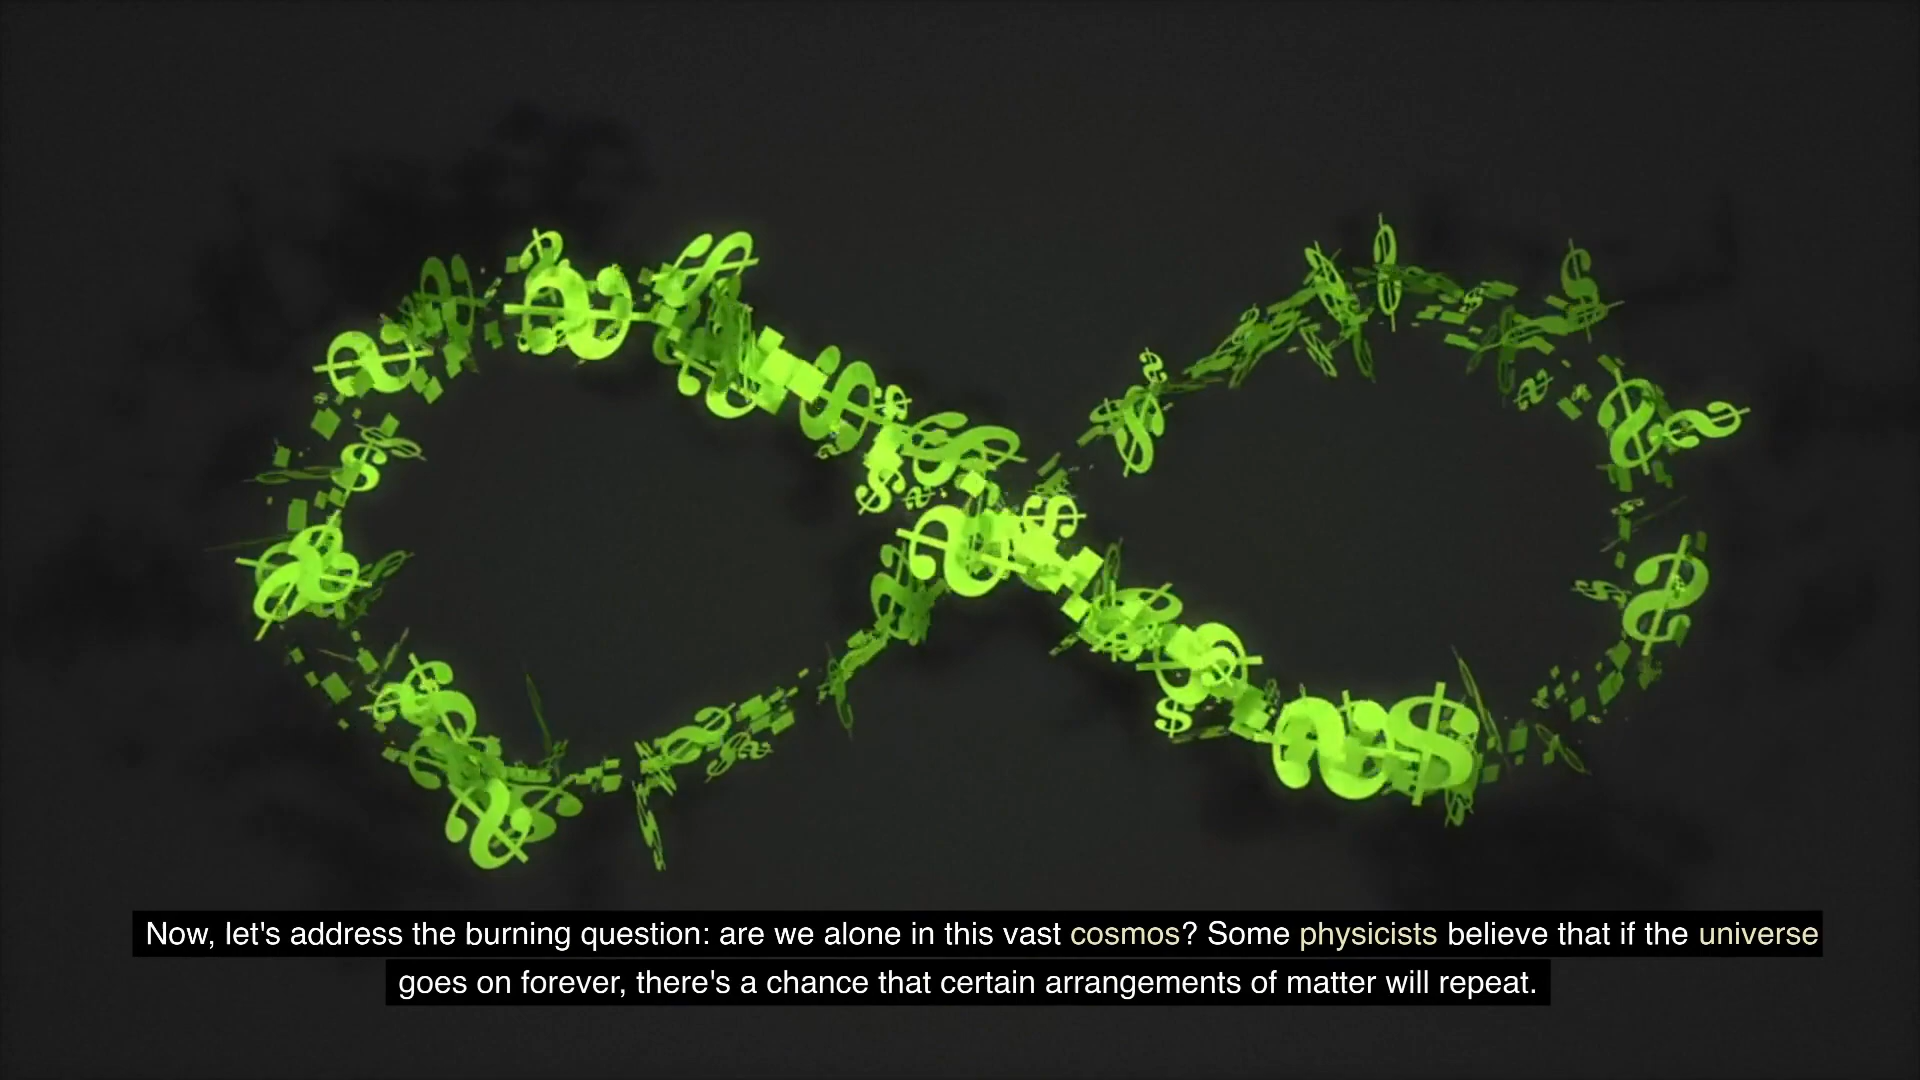 Now, let's address the burning question: are we alone in this vast cosmos? Some physicists believe that if the universe
goes on forever, there's a chance that certain arrangements of matter will repeat.